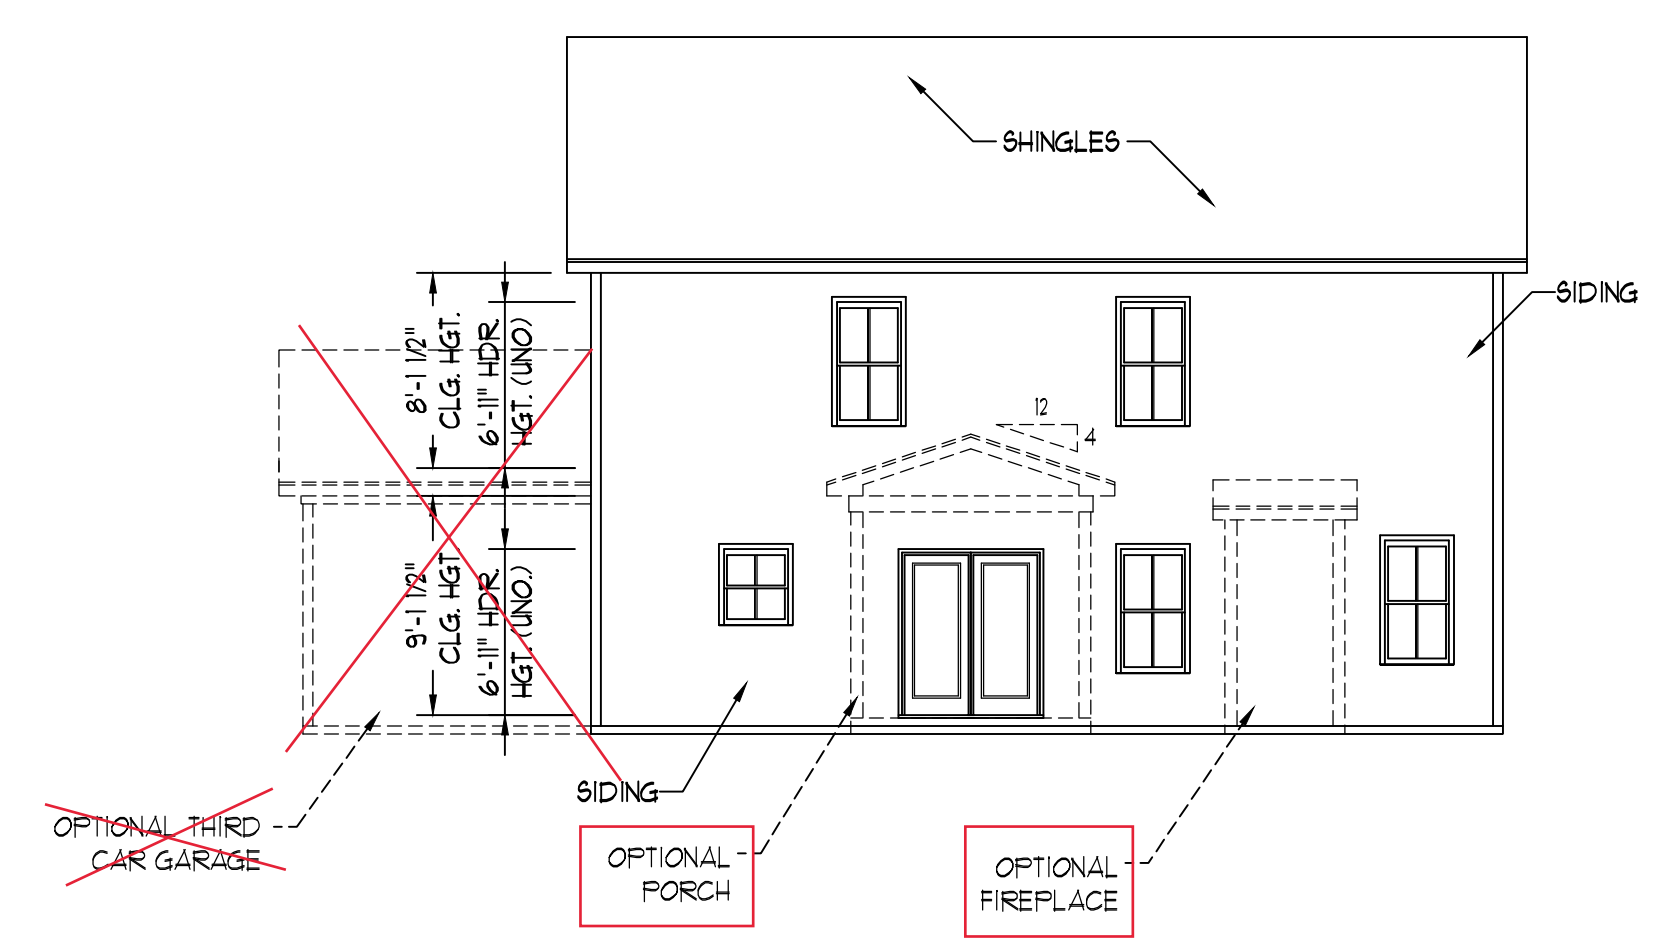 SHINGLES
SIDING
8'-1 1/2"
CLG. HGT.
6'-11" HDR.
HGT. (UNO)
12
4
9'-1 1/2"
CLG. HGT
6'-11" HDR.
HGT. (UNO.)
SIDING
OPTIONAL THIRD
CAR GARAGE
OPTIONAL
PORCH
OPTIONAL
FIREPLACE